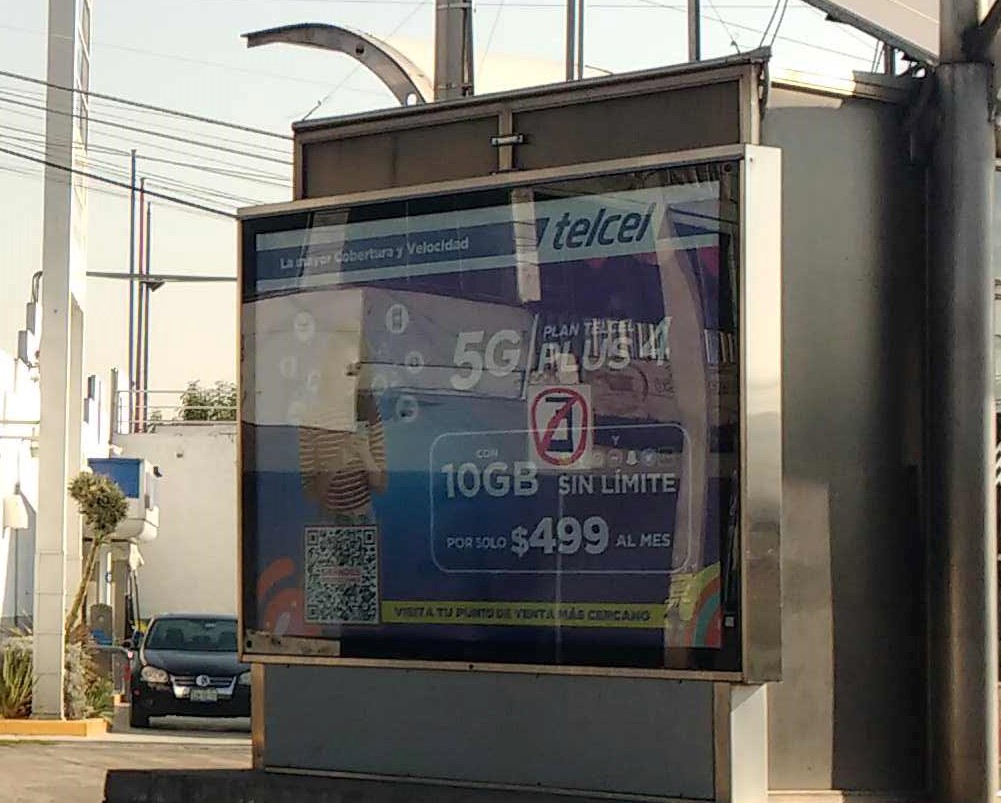 La mayor Cobertura y Velocidad
telcel
5G
PLAN TELCEL
PLUS 4
CON
10GB
Y
SIN LÍMITE
POR SOLO $499 AL MES
VISITA TU PUNTO DE VENTA MÁS CERCANO